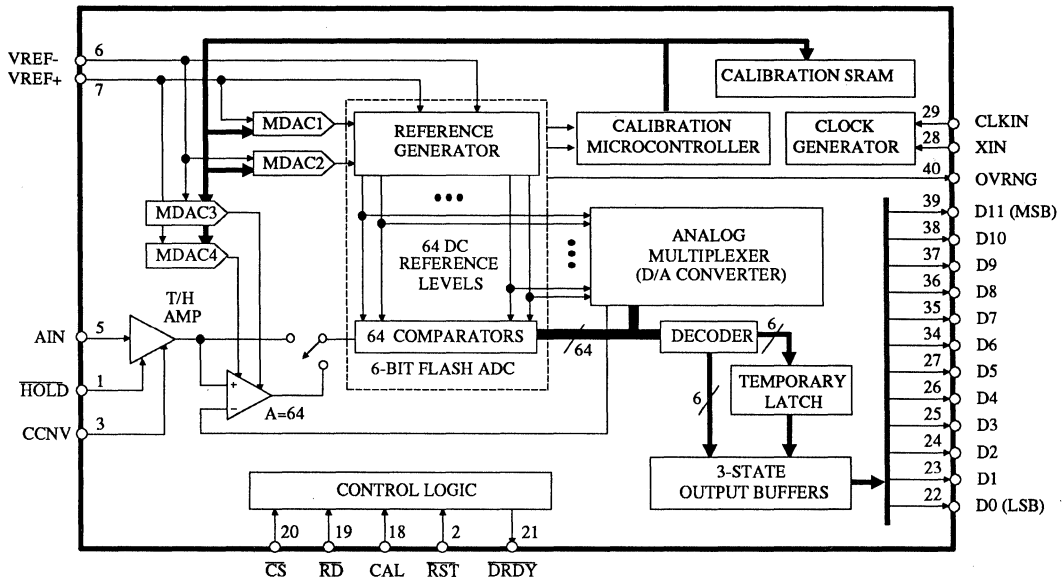 VREF-
6
VREF+
7
CALIBRATION SRAM
MDAC1
MDAC2
REFERENCE
GENERATOR
CALIBRATION
MICROCONTROLLER
CLOCK
GENERATOR
29
CLKIN
28
XIN
40
OVRNG
MDAC3
MDAC4
64 DC
REFERENCE
LEVELS
ANALOG
MULTIPLEXER
(D/A CONVERTER)
39
D11 (MSB)
38
D10
37
D9
36
D8
35
D7
34
D6
27
D5
26
D4
25
D3
24
D2
23
D1
22
D0 (LSB)
T/H
AMP
AIN
5
HOLD
1
CCNV
3
+
−
A=64
64 COMPARATORS
6-BIT FLASH ADC
64
DECODER
6
6
TEMPORARY
LATCH
3-STATE
OUTPUT BUFFERS
CONTROL LOGIC
20
19
18
2
21
CS
RD
CAL
RST
DRDY